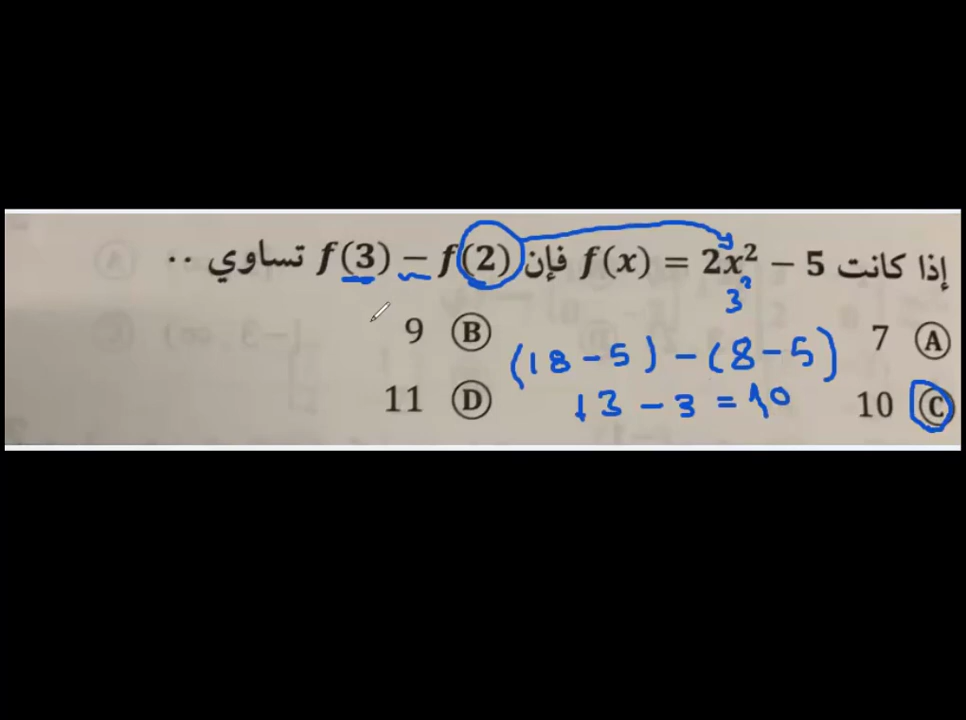 إذا كانت f(x) = 2x² − 5 فإن f(3) − f(2) تساوي ..
3²
7 (A)
9 (B)
(18 − 5) − (8 − 5)
10 (C)
11 (D)
13 − 3 = 10